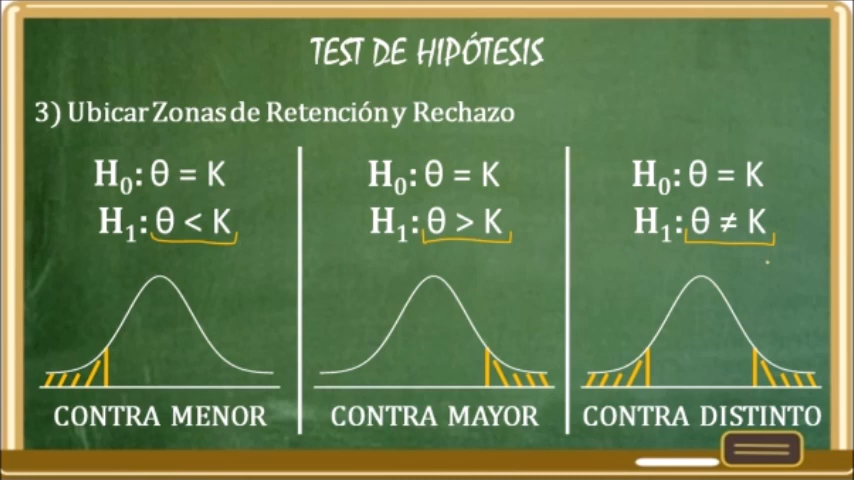 TEST DE HIPÓTESIS
3) Ubicar Zonas de Retención y Rechazo
H₀: θ = K
H₁: θ < K
CONTRA MENOR
H₀: θ = K
H₁: θ > K
CONTRA MAYOR
H₀: θ = K
H₁: θ ≠ K
CONTRA DISTINTO